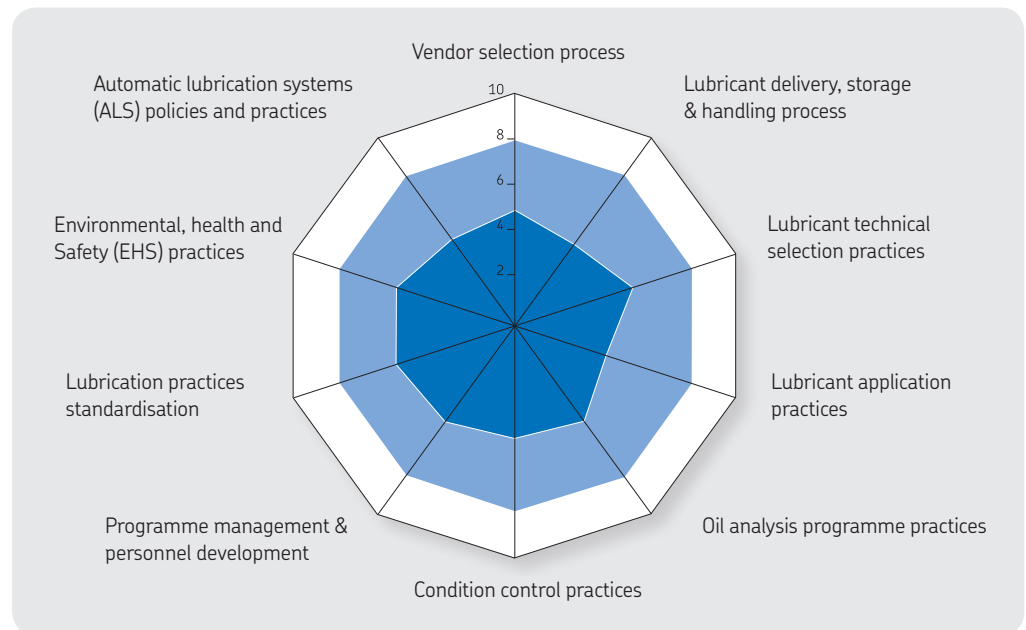 Vendor selection process
Automatic lubrication systems
(ALS) policies and practices
Lubricant delivery, storage
& handling process
10
8
6
4
2
Environmental, health and
Safety (EHS) practices
Lubricant technical
selection practices
Lubrication practices
standardisation
Lubricant application
practices
Programme management &
personnel development
Oil analysis programme practices
Condition control practices